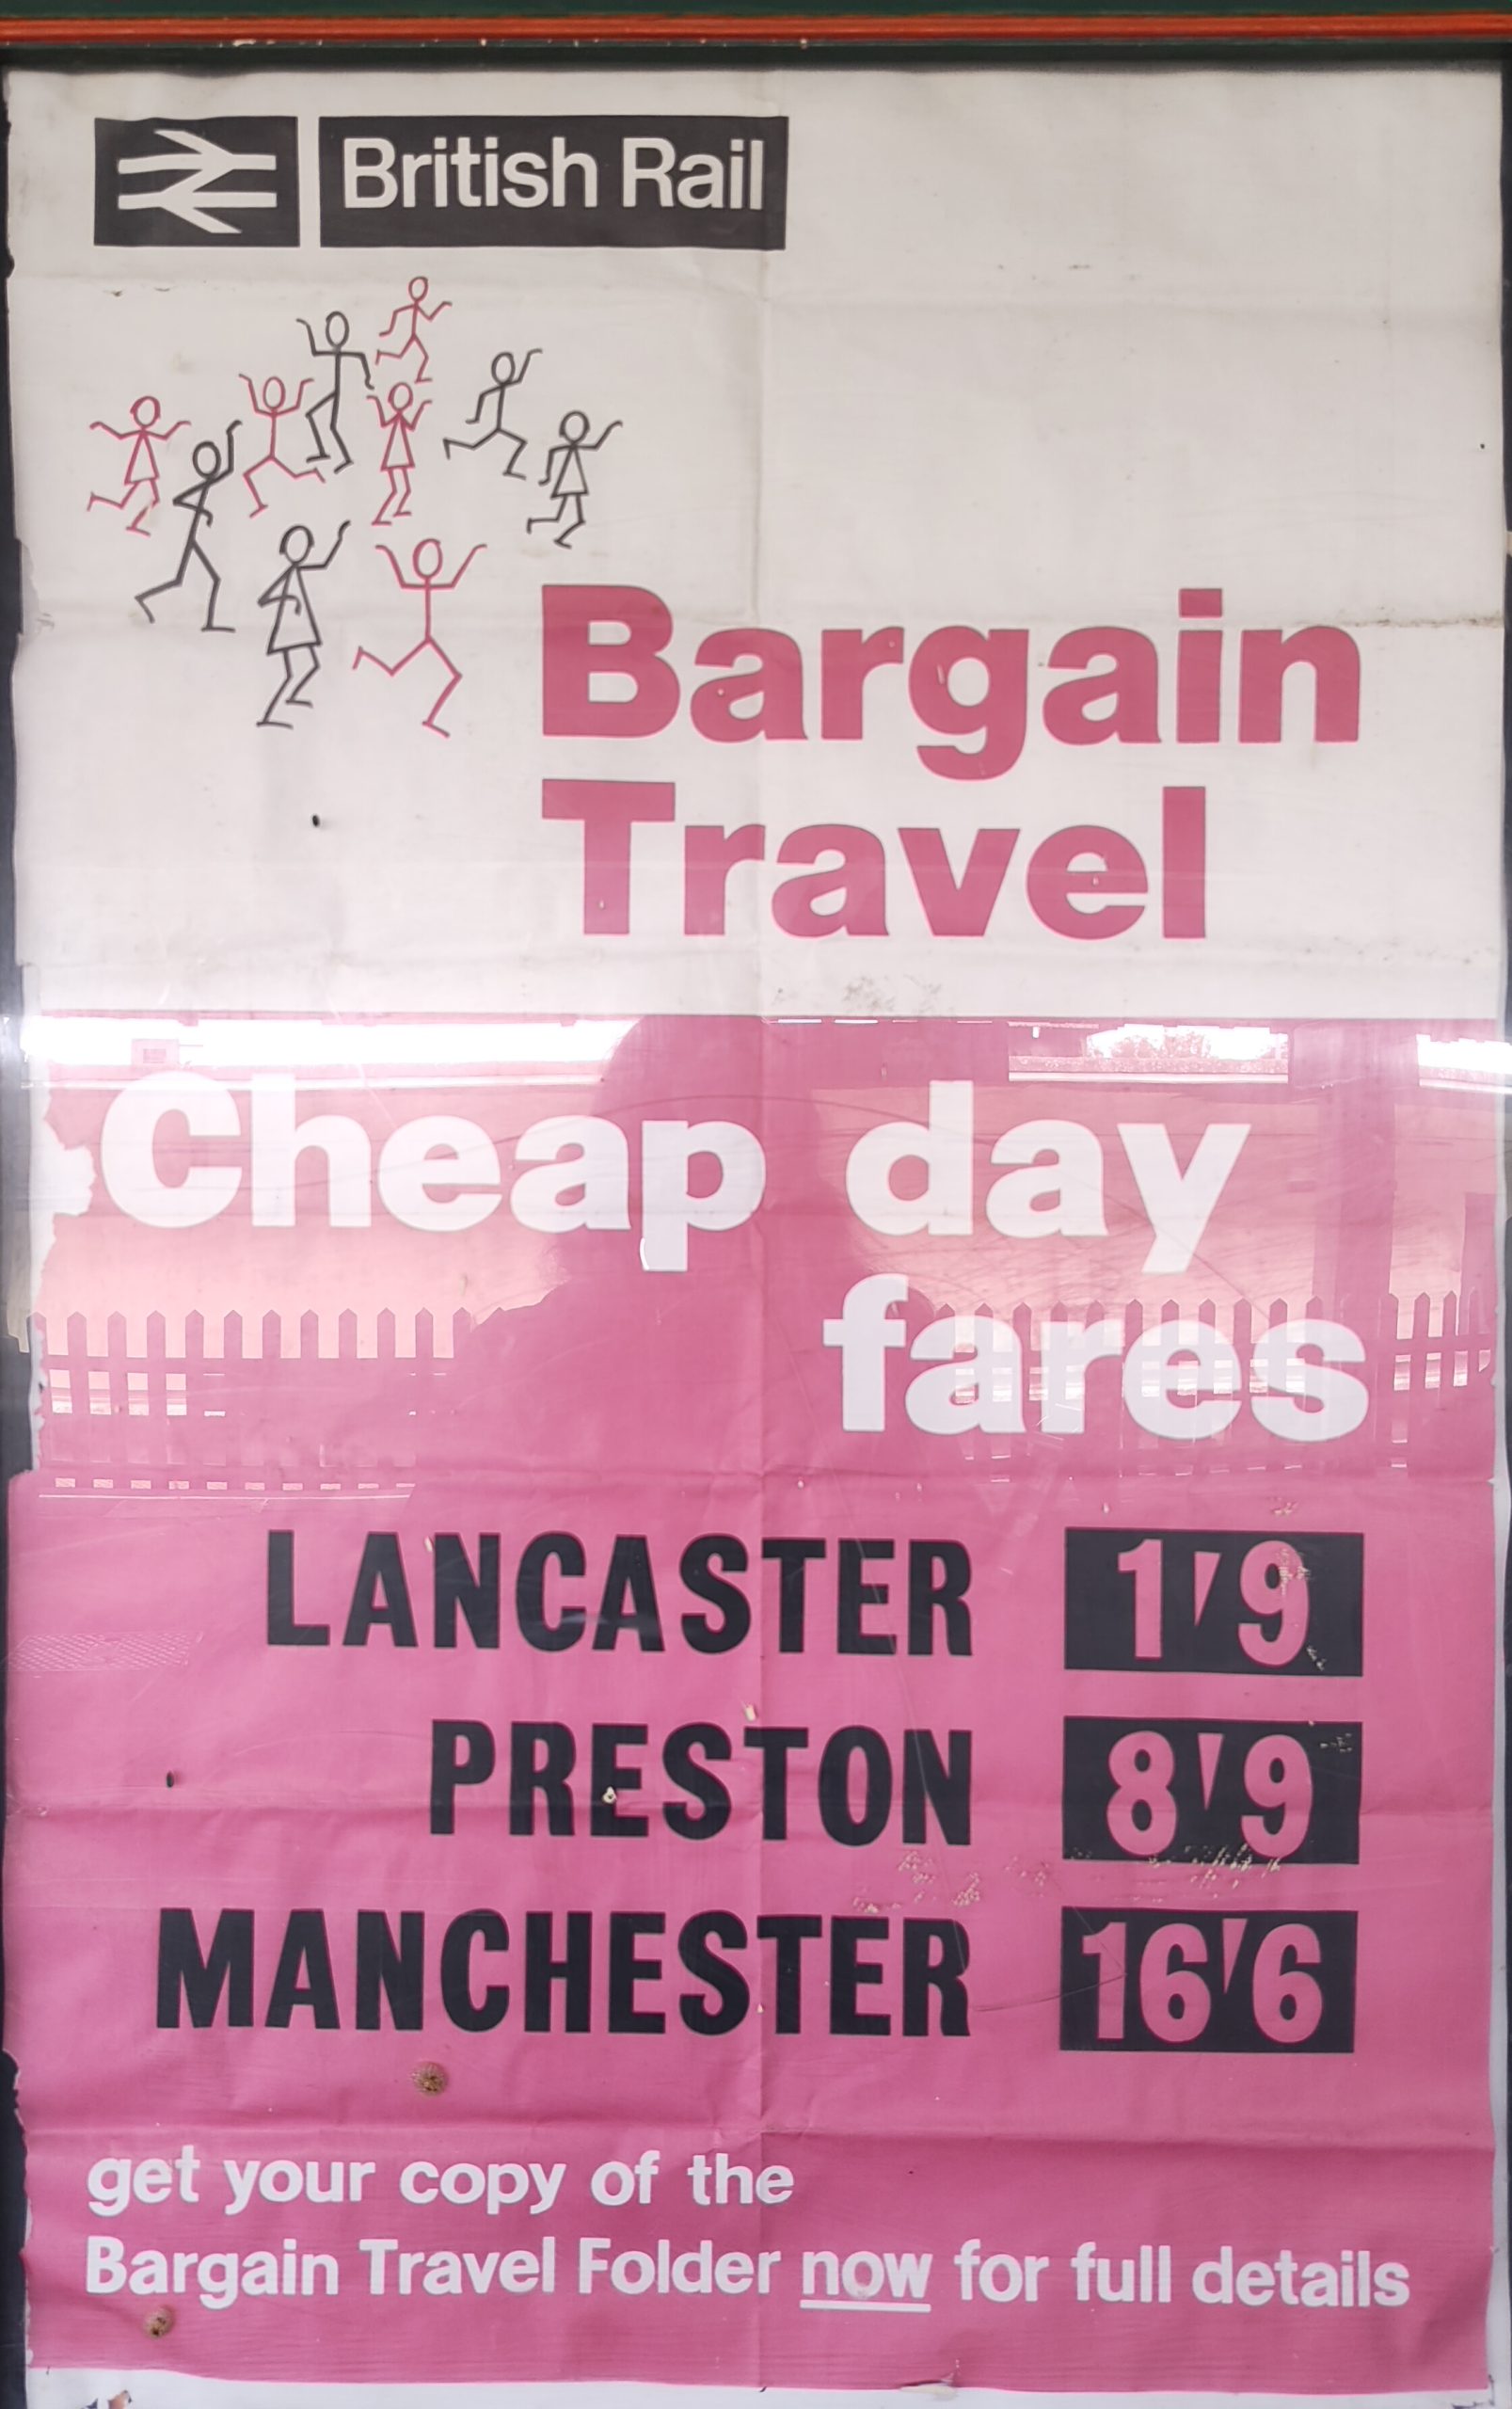 British Rail
Bargain
Travel
Cheap day
fares
LANCASTER 1/9
PRESTON 8/9
MANCHESTER 16/6
get your copy of the
Bargain Travel Folder now for full details